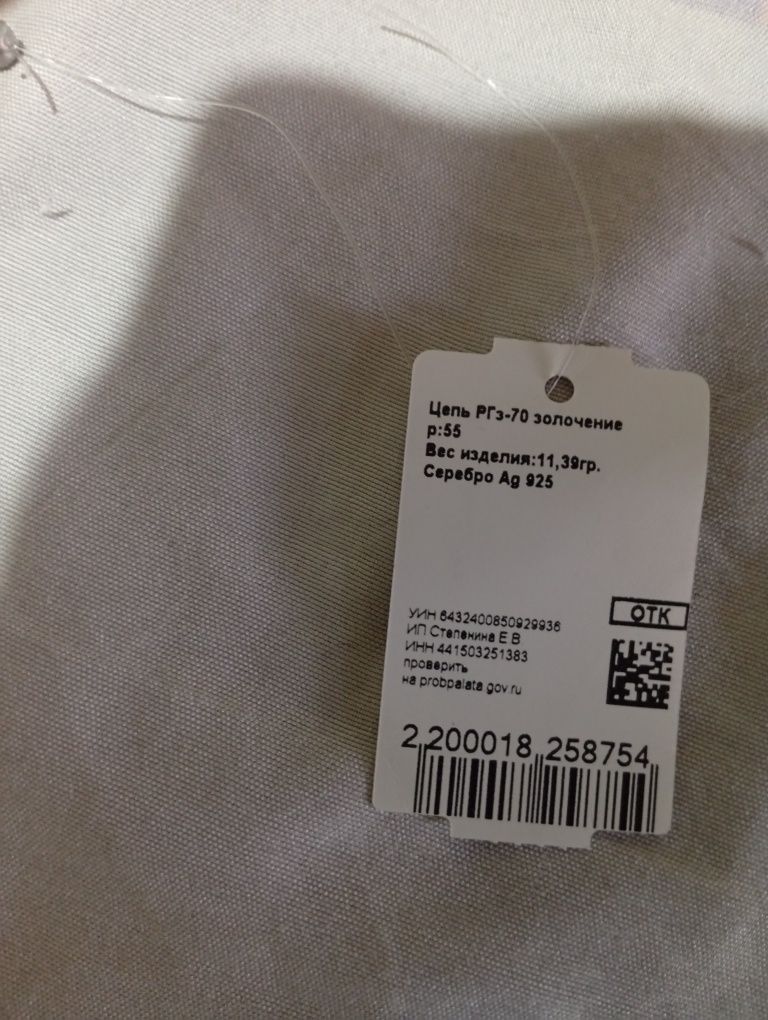 Цепь РГз-70 золочение
р:55
Вес изделия:11,39гр.
Серебро Ag 925
ОТК
УИН 6432400850929936
ИП Степенина Е В
ИНН 441503251383
проверить
на probpalata gov ru
2 200018 258754